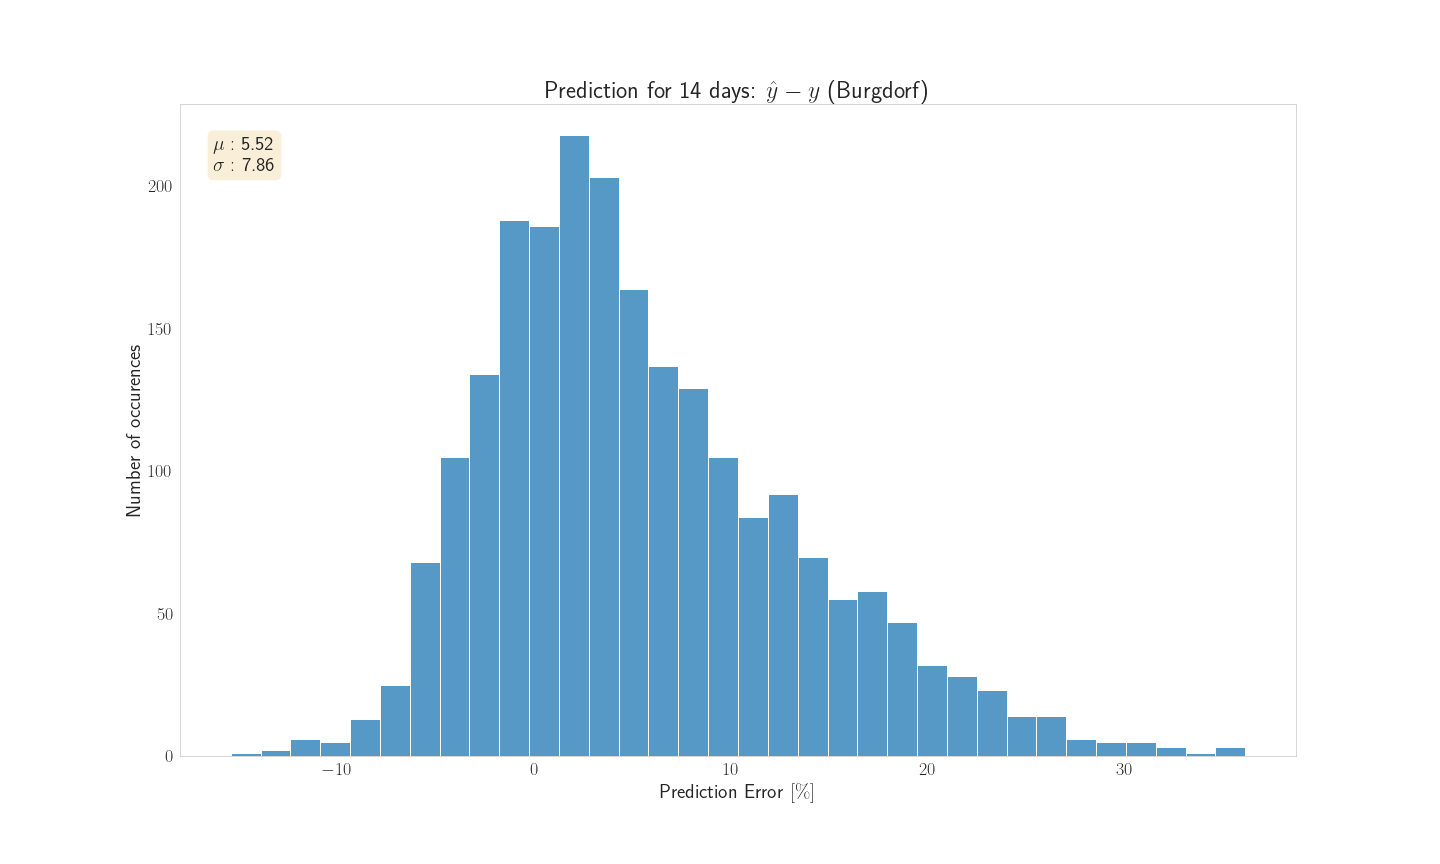 Prediction for 14 days: ŷ − y (Burgdorf)
μ : 5.52
σ : 7.86
Number of occurences
200
150
100
50
0
−10 0 10 20 30
Prediction Error [%]